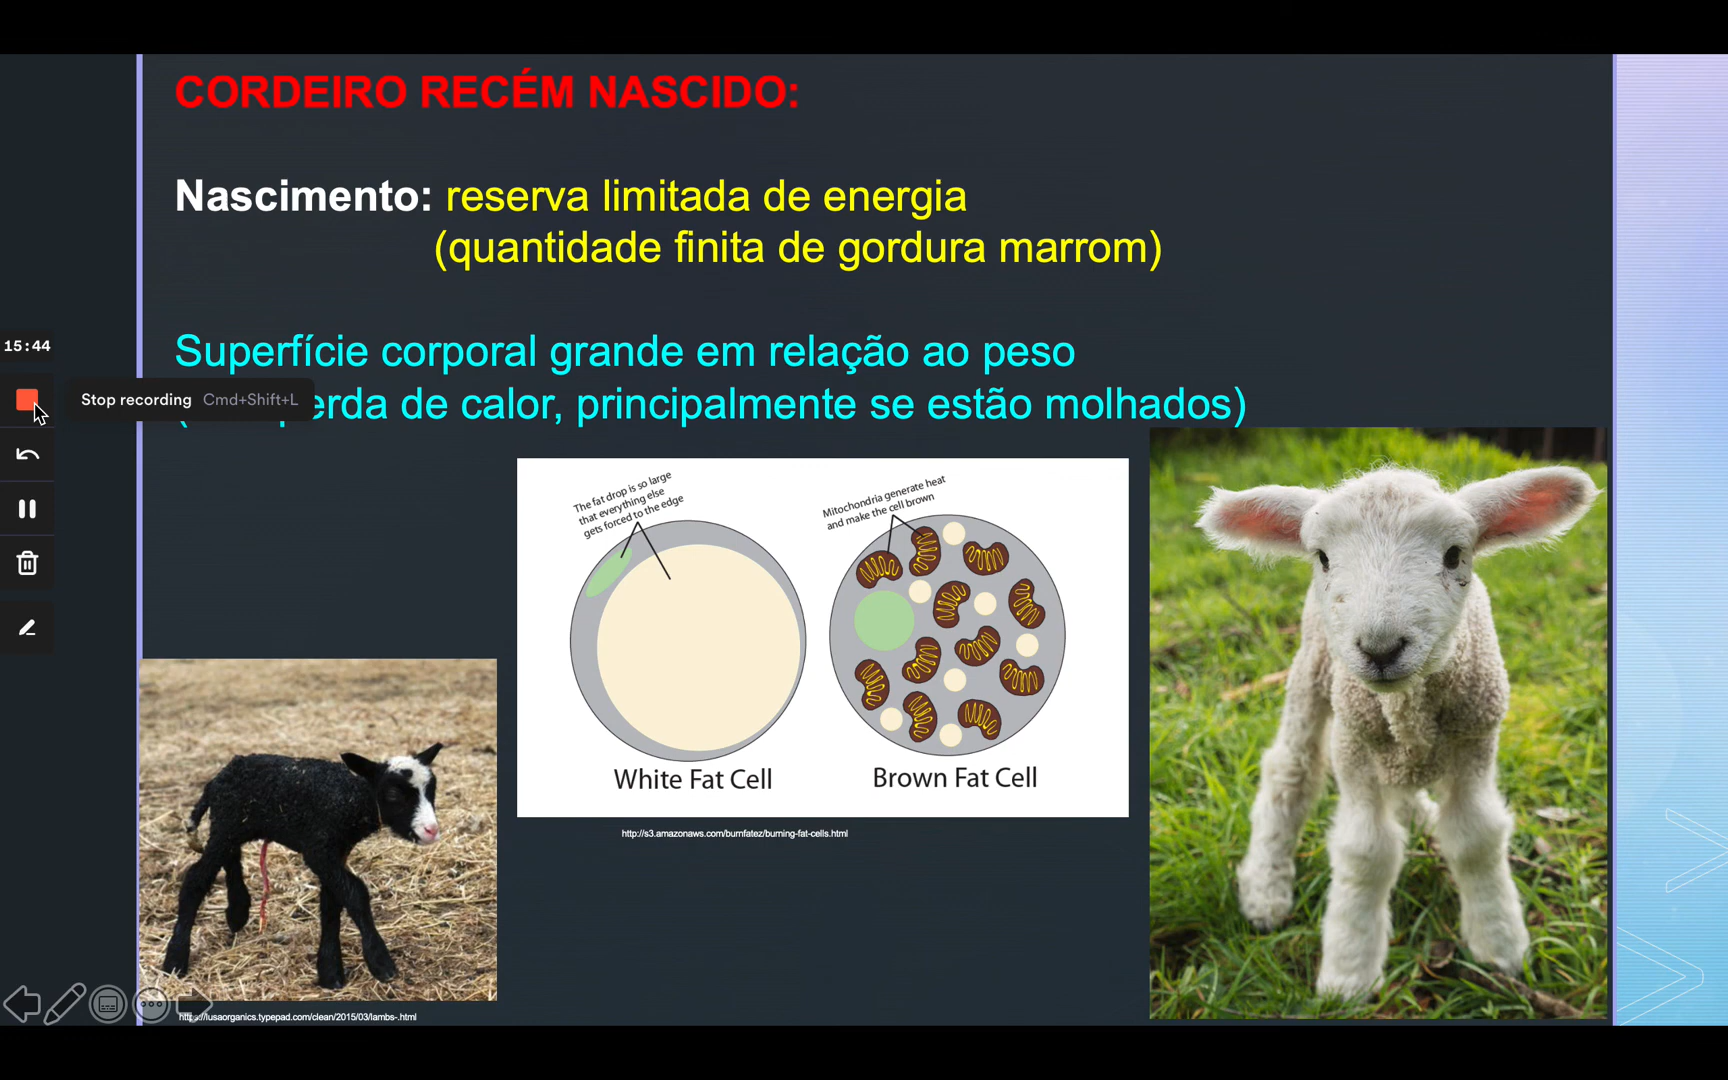 CORDEIRO RECÉM NASCIDO:
Nascimento: reserva limitada de energia
(quantidade finita de gordura marrom)
15:44
Superfície corporal grande em relação ao peso
Stop recording Cmd+Shift+L
erda de calor, principalmente se estão molhados)
The fat drop is so large
that everything else
gets forced to the edge
Mitochondria generate heat
and make the cell brown
White Fat Cell
Brown Fat Cell
http://s3.amazonaws.com/burnfatez/burning-fat-cells.html
https://lusaorganics.typepad.com/clean/2015/03/lambs-.html